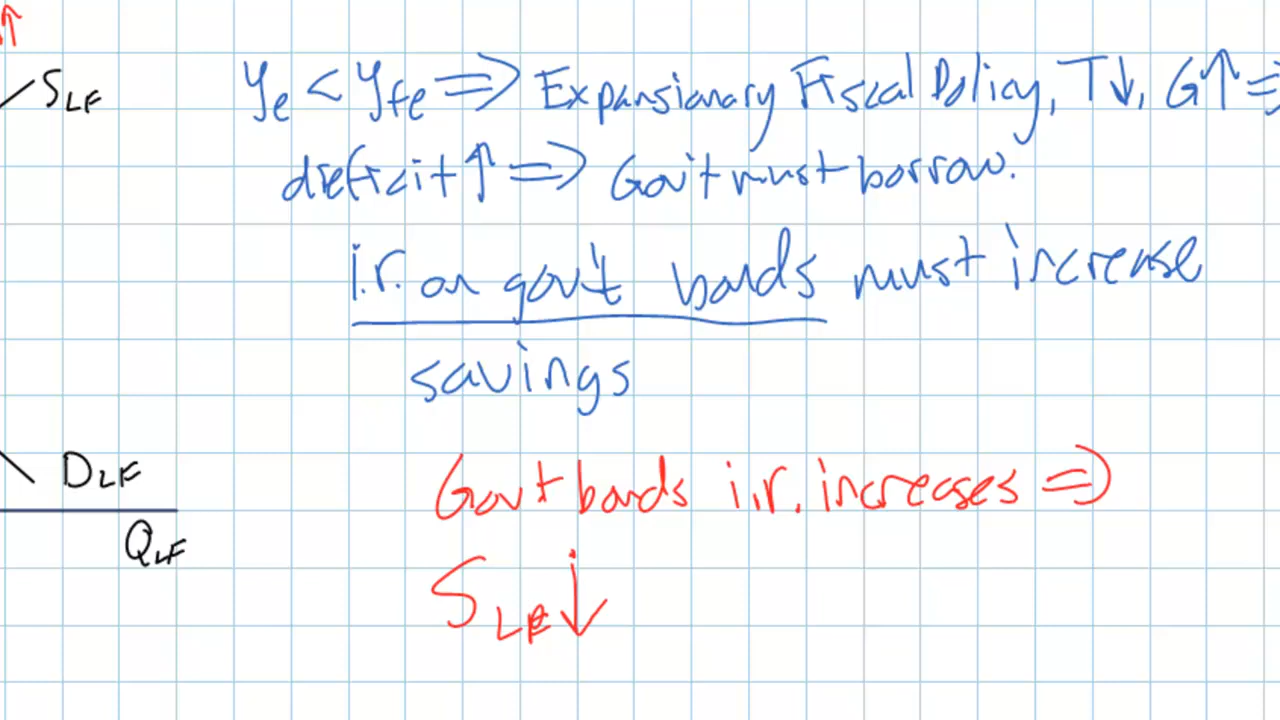 ↑
S_LF
Ye < Yfe => Expansionary Fiscal Policy, T↓, G↑ =>
deficit↑ => Gov't must borrow.
i.r. on gov't bonds must increase
savings
D_LF
Govt bonds i.r. increases =>
Q_LF
S_LF↓